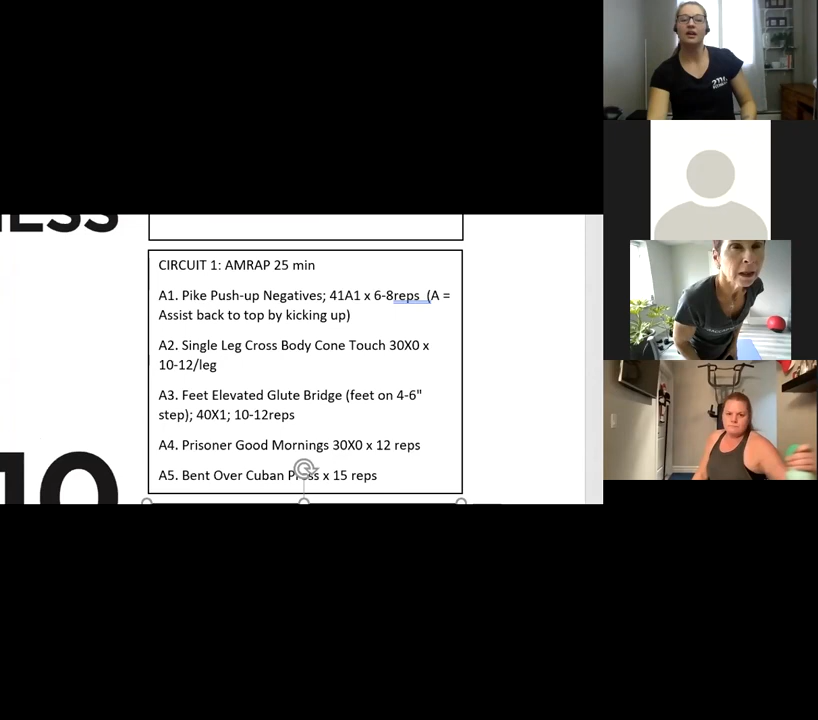 CIRCUIT 1: AMRAP 25 min
A1. Pike Push-up Negatives; 41A1 x 6-8reps  (A =
Assist back to top by kicking up)
A2. Single Leg Cross Body Cone Touch 30X0 x
10-12/leg
A3. Feet Elevated Glute Bridge (feet on 4-6"
step); 40X1; 10-12reps
A4. Prisoner Good Mornings 30X0 x 12 reps
A5. Bent Over Cuban Press x 15 reps
10